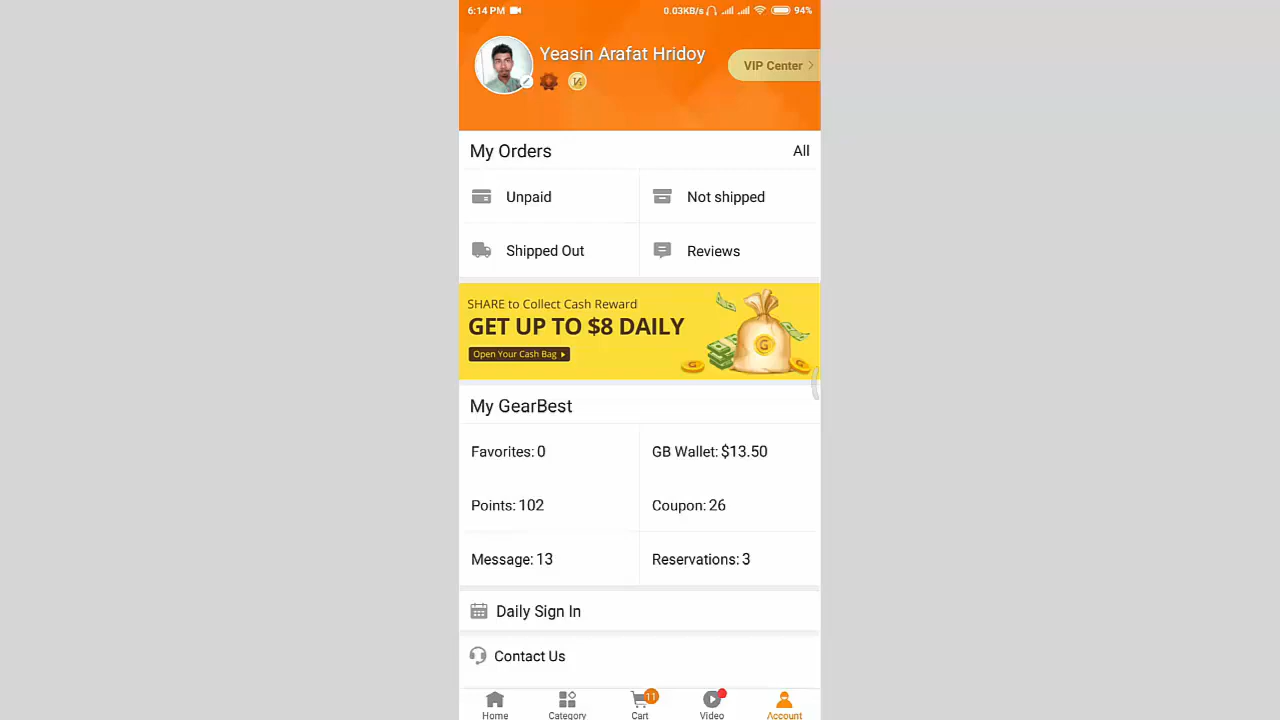 6:14 PM 0.03KB/s 94%
Yeasin Arafat Hridoy
VIP Center
My Orders All
Unpaid Not shipped
Shipped Out Reviews
SHARE to Collect Cash Reward
GET UP TO $8 DAILY
Open Your Cash Bag
G
G
G
My GearBest
Favorites: 0 GB Wallet: $13.50
Points: 102 Coupon: 26
Message: 13 Reservations: 3
Daily Sign In
Contact Us
11
Home Category Cart Video Account